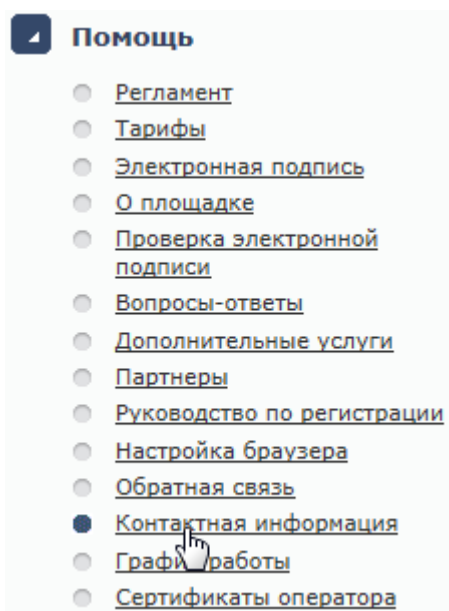 Помощь
Регламент
Тарифы
Электронная подпись
О площадке
Проверка электронной
подписи
Вопросы-ответы
Дополнительные услуги
Партнеры
Руководство по регистрации
Настройка браузера
Обратная связь
Контактная информация
График работы
Сертификаты оператора